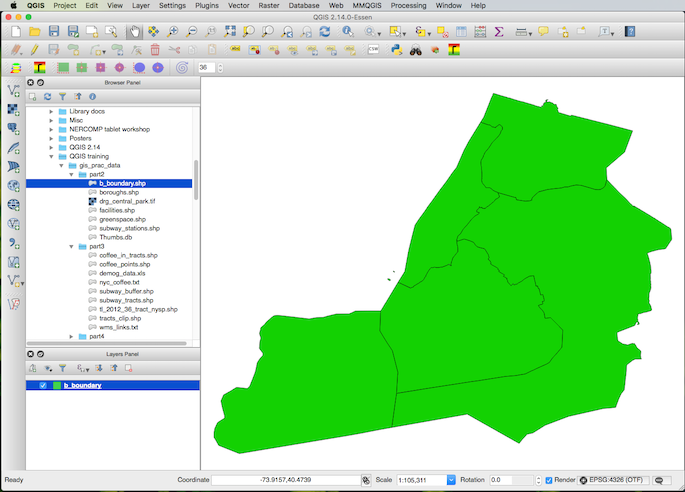 QGIS Project Edit View Layer Settings Plugins Vector Raster Database Web MMQGIS Processing Window Help
QGIS 2.14.0-Essen
CSW
36
Browser Panel
Library docs
Misc
NERCOMP tablet workshop
Posters
QGIS 2.14
QGIS training
gis_prac_data
part2
b_boundary.shp
boroughs.shp
drg_central_park.tif
facilities.shp
greenspace.shp
subway_stations.shp
Thumbs.db
part3
coffee_in_tracts.shp
coffee_points.shp
demog_data.xls
nyc_coffee.txt
subway_buffer.shp
subway_tracts.shp
tl_2012_36_tract_nysp.shp
tracts_clip.shp
wms_links.txt
part4
Layers Panel
b_boundary
Ready Coordinate -73.9157,40.4739 Scale 1:105,311 Rotation 0.0 Render EPSG:4326 (OTF)